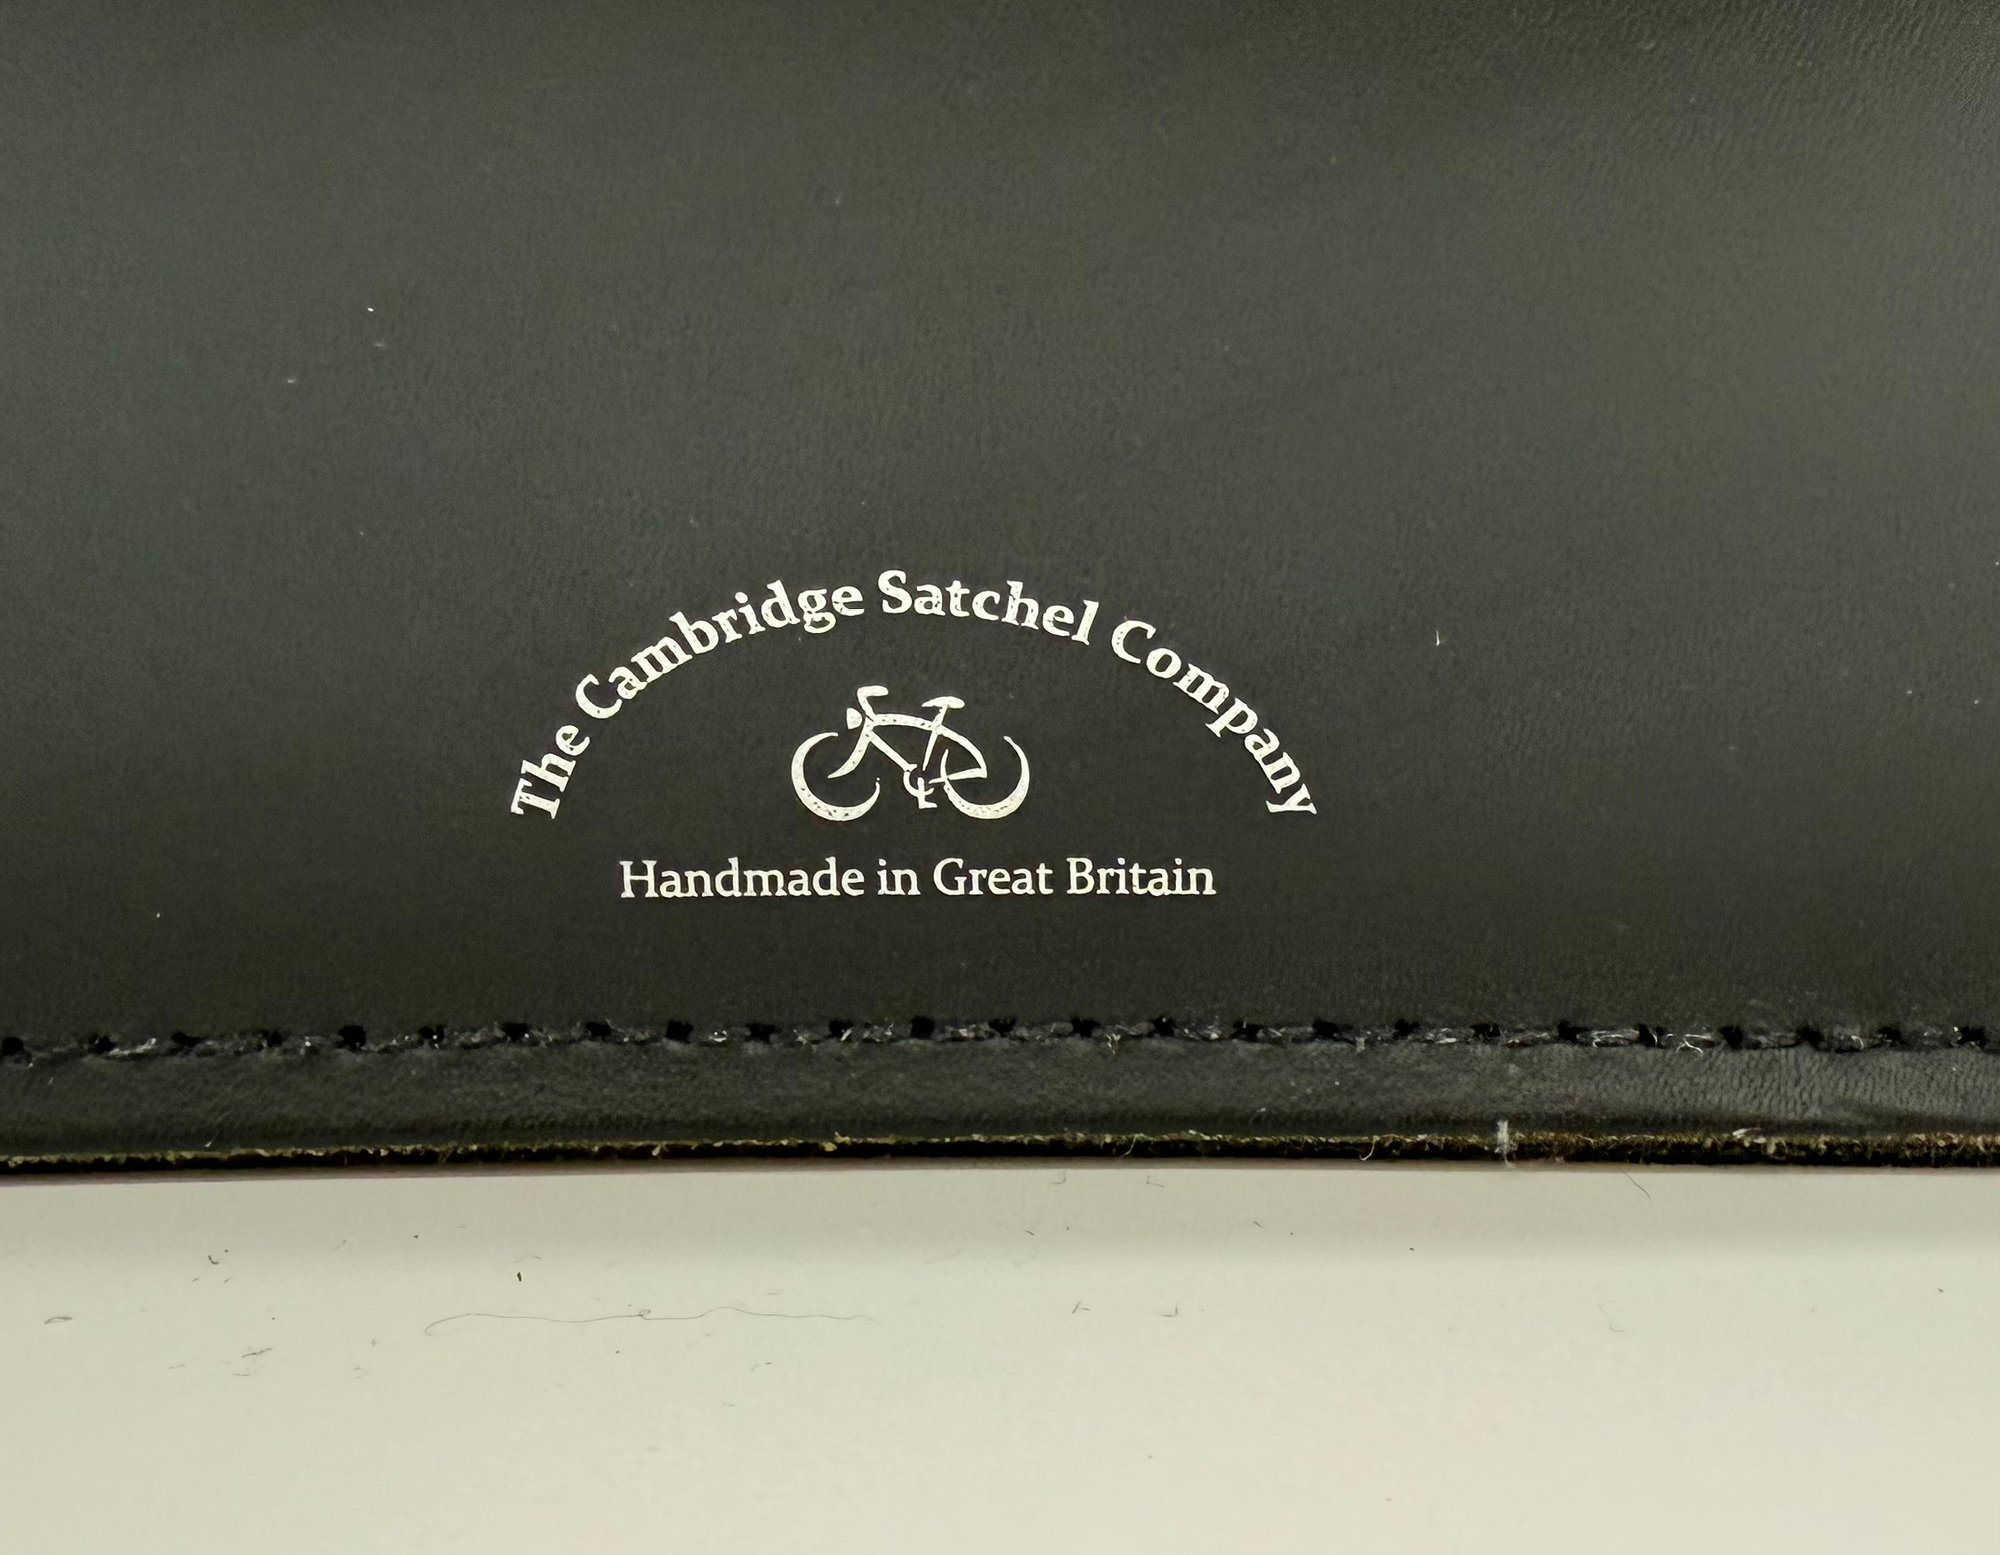 The Cambridge Satchel Company
Handmade in Great Britain